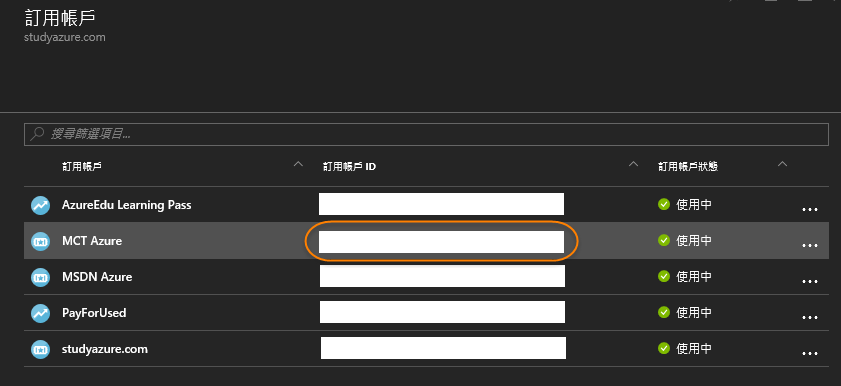 訂用帳戶
studyazure.com
搜尋篩選項目...
訂用帳戶 訂用帳戶 ID 訂用帳戶狀態
AzureEdu Learning Pass 使用中 ...
MCT Azure 使用中 ...
MSDN Azure 使用中 ...
PayForUsed 使用中 ...
studyazure.com 使用中 ...